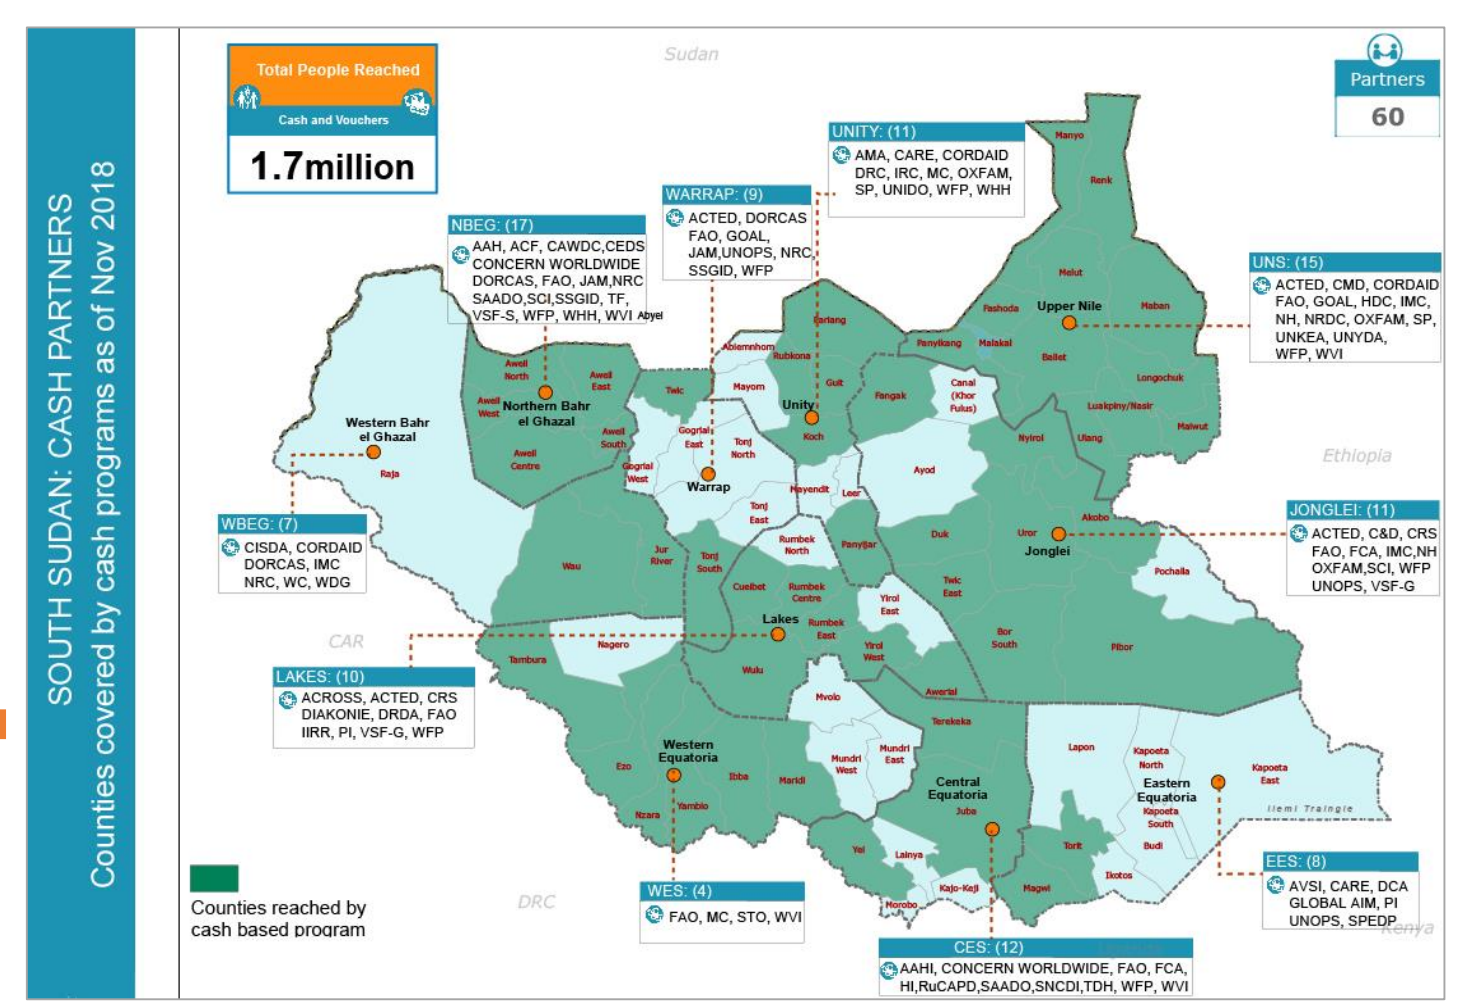 SOUTH SUDAN: CASH PARTNERS
Counties covered by cash programs as of Nov 2018
Total People Reached
Cash and Vouchers
1.7million
Sudan
Partners
60
UNITY: (11)
AMA, CARE, CORDAID
DRC, IRC, MC, OXFAM,
SP, UNIDO, WFP, WHH
WARRAP: (9)
ACTED, DORCAS
FAO, GOAL,
JAM,UNOPS, NRC,
SSGID, WFP
NBEG: (17)
AAH, ACF, CAWDC,CEDS
CONCERN WORLDWIDE
DORCAS, FAO, JAM,NRC
SAADO,SCI,SSGID, TF,
VSF-S, WFP, WHH, WVI
Abyei
UNS: (15)
ACTED, CMD, CORDAID
FAO, GOAL, HDC, IMC,
NH, NRDC, OXFAM, SP,
UNKEA, UNYDA,
WFP, WVI
Manyo
Renk
Melut
Fashoda
Upper Nile
Maban
Panyikang
Malakal
Baliet
Longochuk
Luakpiny/Nasir
Maiwut
Ulang
Pariang
Abiemnhom
Rubkona
Mayom
Guit
Unity
Koch
Mayendit
Leer
Panyijar
Fangak
Canal
(Khor
Fulus)
Nyirol
Ayod
Duk
Uror
Akobo
Jonglei
Pochalla
Twic
East
Bor
South
Pibor
Ethiopia
JONGLEI: (11)
ACTED, C&D, CRS
FAO, FCA, IMC,NH
OXFAM,SCI, WFP
UNOPS, VSF-G
Aweil
North
Aweil
East
Aweil
West
Northern Bahr
el Ghazal
Aweil
South
Aweil
Centre
Twic
Gogrial
East
Gogrial
West
Tonj
North
Warrap
Tonj
East
Tonj
South
Western Bahr
el Ghazal
Raja
Wau
Jur
River
WBEG: (7)
CISDA, CORDAID
DORCAS, IMC
NRC, WC, WDG
Rumbek
North
Cueibet
Rumbek
Centre
Lakes
Rumbek
East
Yirol
East
Yirol
West
Wulu
Awerial
CAR
LAKES: (10)
ACROSS, ACTED, CRS
DIAKONIE, DRDA, FAO
IIRR, PI, VSF-G, WFP
Tambura
Nagero
Mvolo
Western
Equatoria
Ezo
Ibba
Maridi
Mundri
West
Mundri
East
Nzara
Yambio
Terekeka
Central
Equatoria
Juba
Yei
Lainya
Morobo
Kajo-Keji
Lapon
Kapoeta
North
Kapoeta
East
Eastern
Equatoria
Kapoeta
South
Budi
Torit
Ikotos
Magwi
Ilemi Traingle
Counties reached by
cash based program
DRC
WES: (4)
FAO, MC, STO, WVI
CES: (12)
Uganda
AAHI, CONCERN WORLDWIDE, FAO, FCA,
HI,RuCAPD,SAADO,SNCDI,TDH, WFP, WVI
EES: (8)
AVSI, CARE, DCA
GLOBAL AIM, PI
UNOPS, SPEDP
Kenya